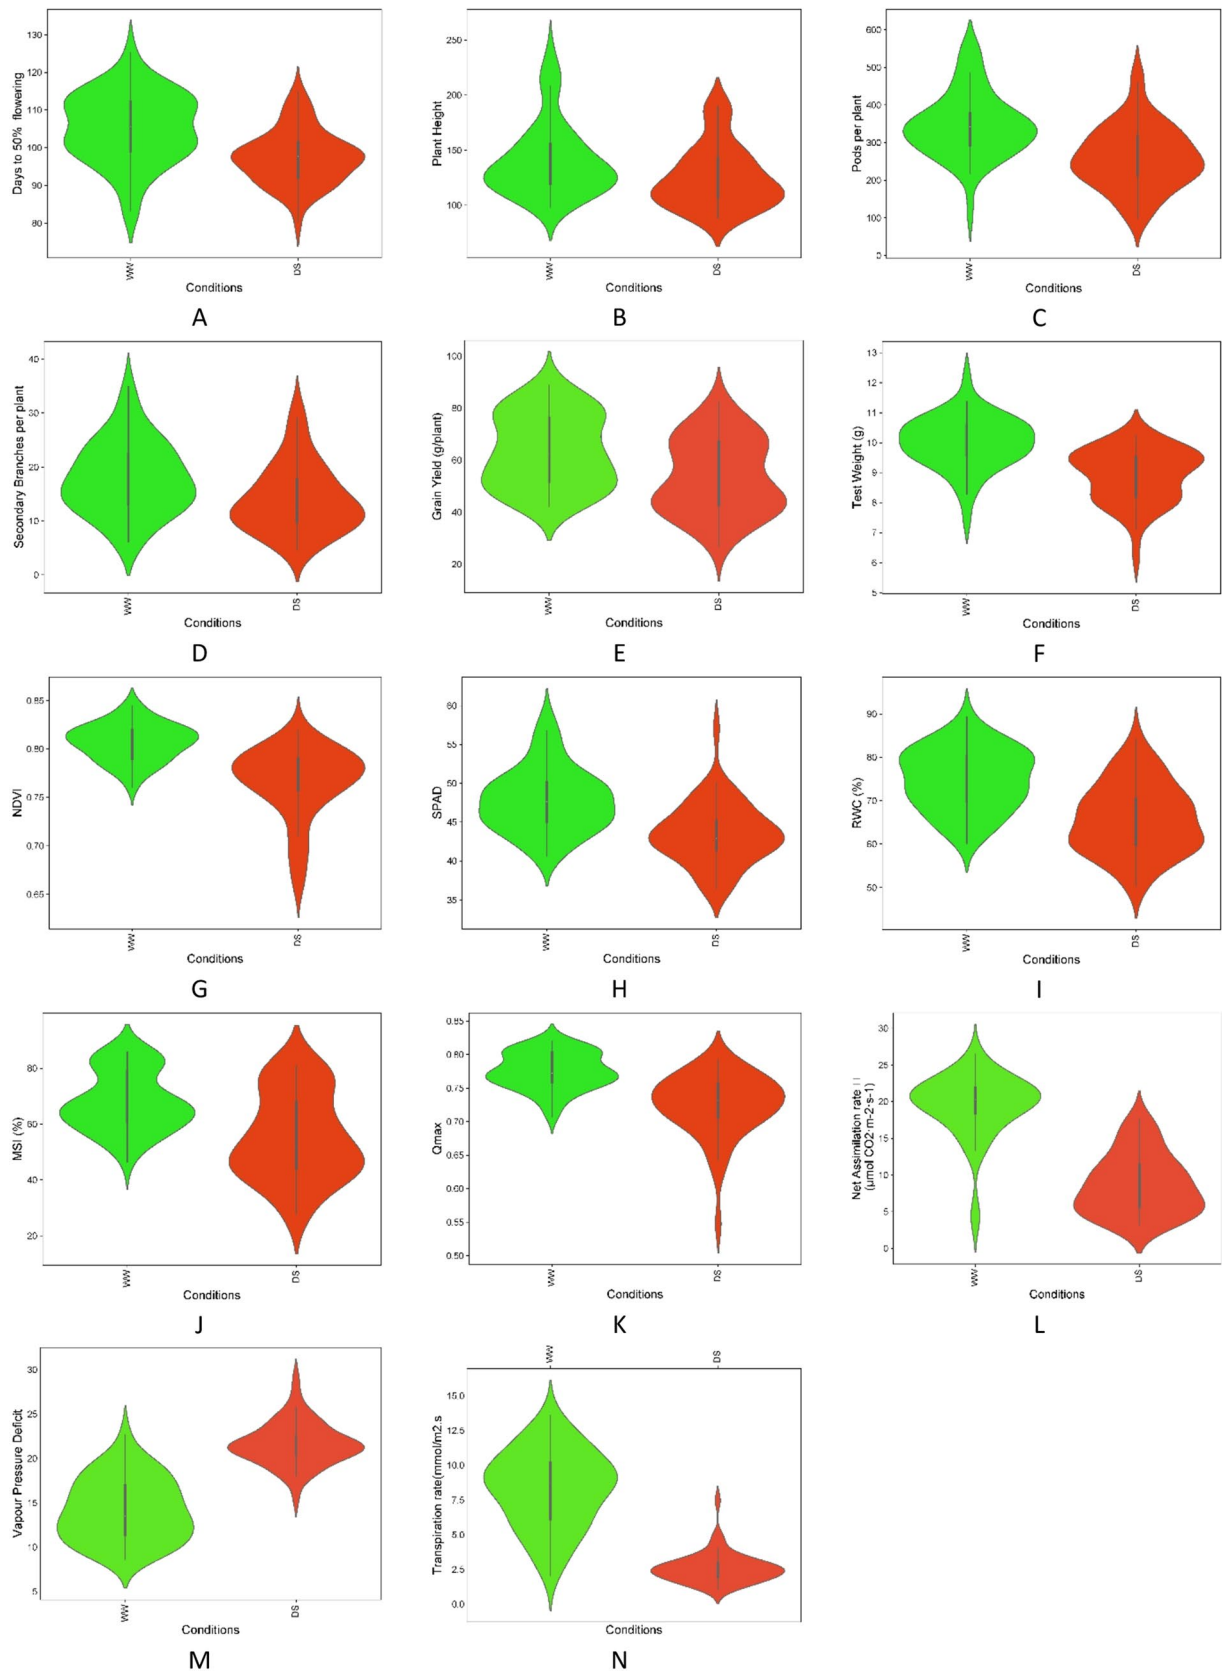 130
120
110
100
90
80
Days to 50% flowering
WW
DS
Conditions
A
250
200
150
100
Plant Height
WW
DS
Conditions
B
600
500
400
300
200
100
0
Pods per plant
WW
DS
Conditions
C
40
30
20
10
0
Secondary Branches per plant
WW
DS
Conditions
D
100
80
60
40
20
Grain Yield (g/plant)
WW
DS
Conditions
E
13
12
11
10
9
8
7
6
5
Test Weight (g)
WW
DS
Conditions
F
0.85
0.80
0.75
0.70
0.65
NDVI
WW
DS
Conditions
G
60
55
50
45
40
35
SPAD
WW
DS
Conditions
H
90
80
70
60
50
RWC (%)
WW
DS
Conditions
I
80
60
40
20
MSI (%)
WW
DS
Conditions
J
0.85
0.80
0.75
0.70
0.65
0.60
0.55
0.50
Qmax
WW
DS
Conditions
K
30
25
20
15
10
5
0
Net Assimilation rate □□
(μmol CO2·m-2·s-1)
WW
DS
Conditions
L
30
25
20
15
10
5
Vapour Pressure Deficit
WW
DS
Conditions
M
WW
DS
15.0
12.5
10.0
7.5
5.0
2.5
0.0
Transpiration rate(mmol/m2.s
Conditions
N